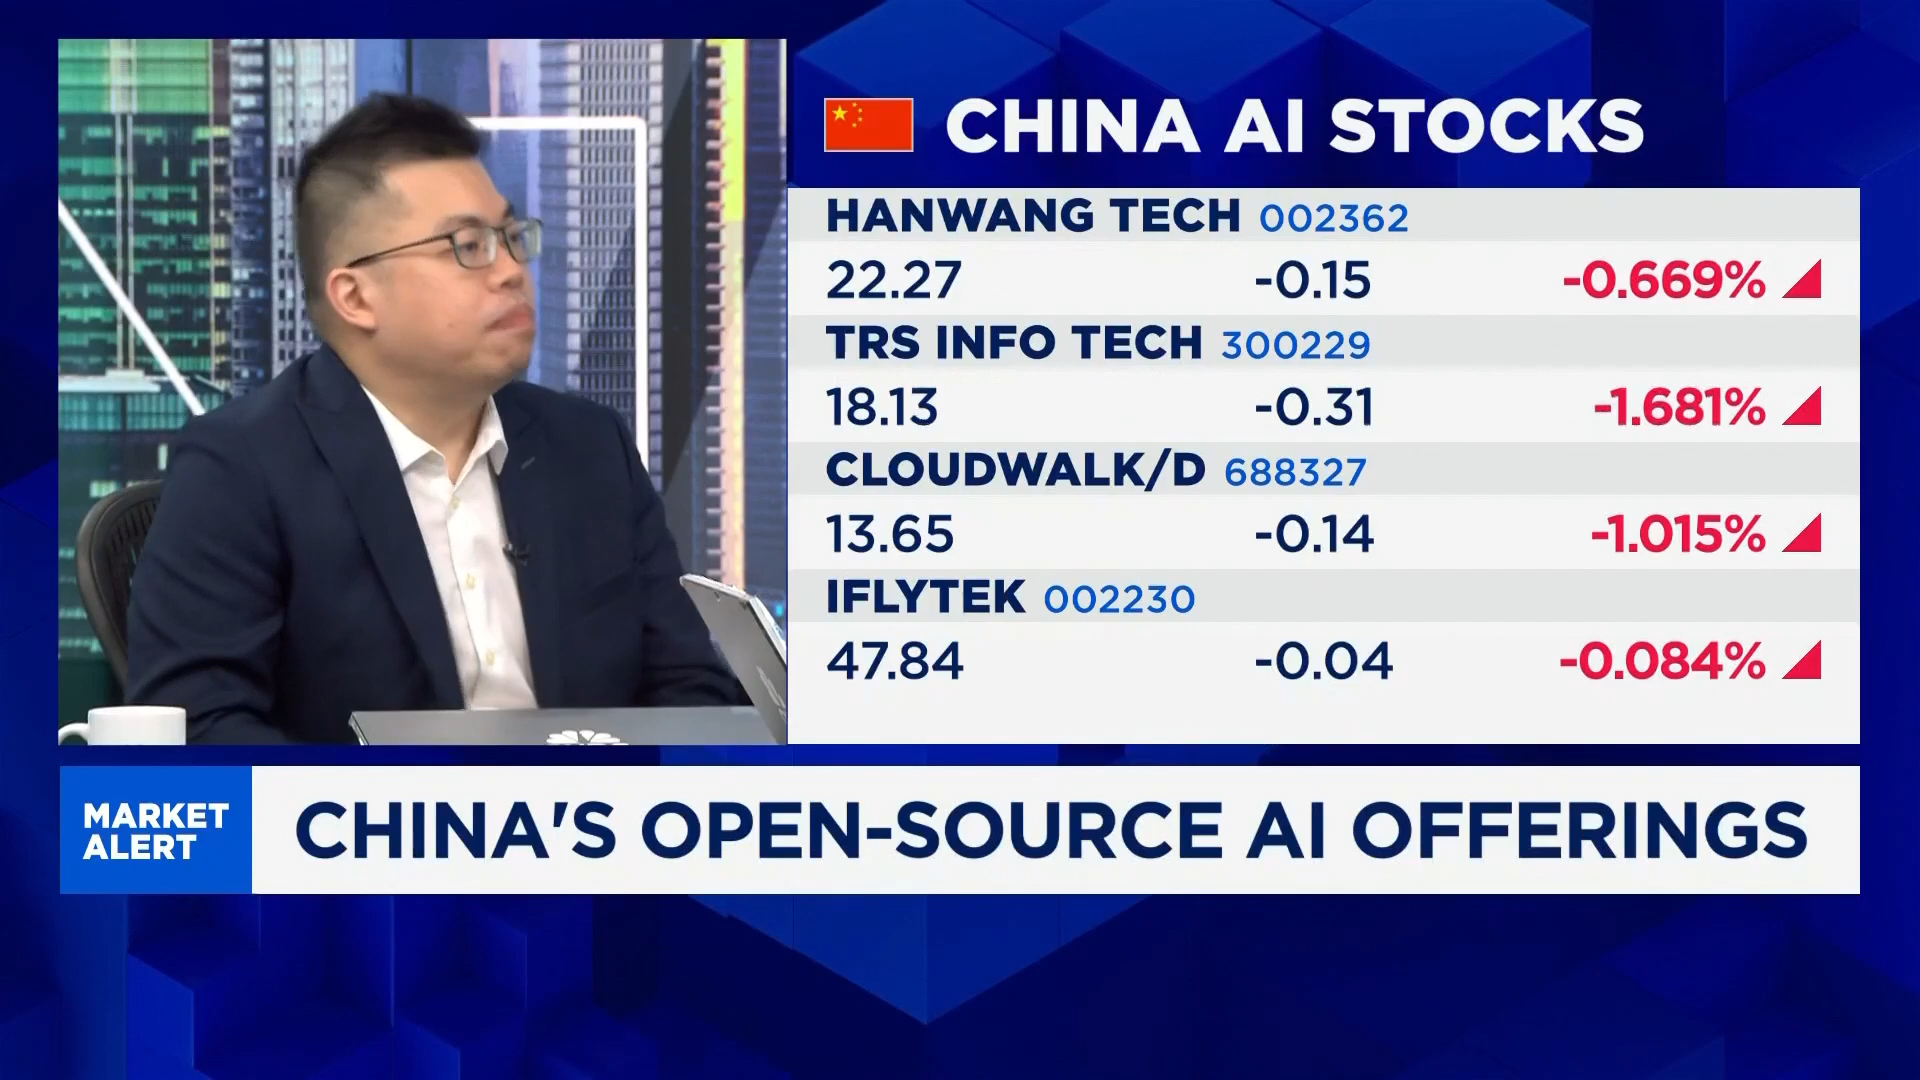 CHINA AI STOCKS
HANWANG TECH 002362
22.27 -0.15 -0.669%
TRS INFO TECH 300229
18.13 -0.31 -1.681%
CLOUDWALK/D 688327
13.65 -0.14 -1.015%
IFLYTEK 002230
47.84 -0.04 -0.084%
MARKET
ALERT
CHINA'S OPEN-SOURCE AI OFFERINGS